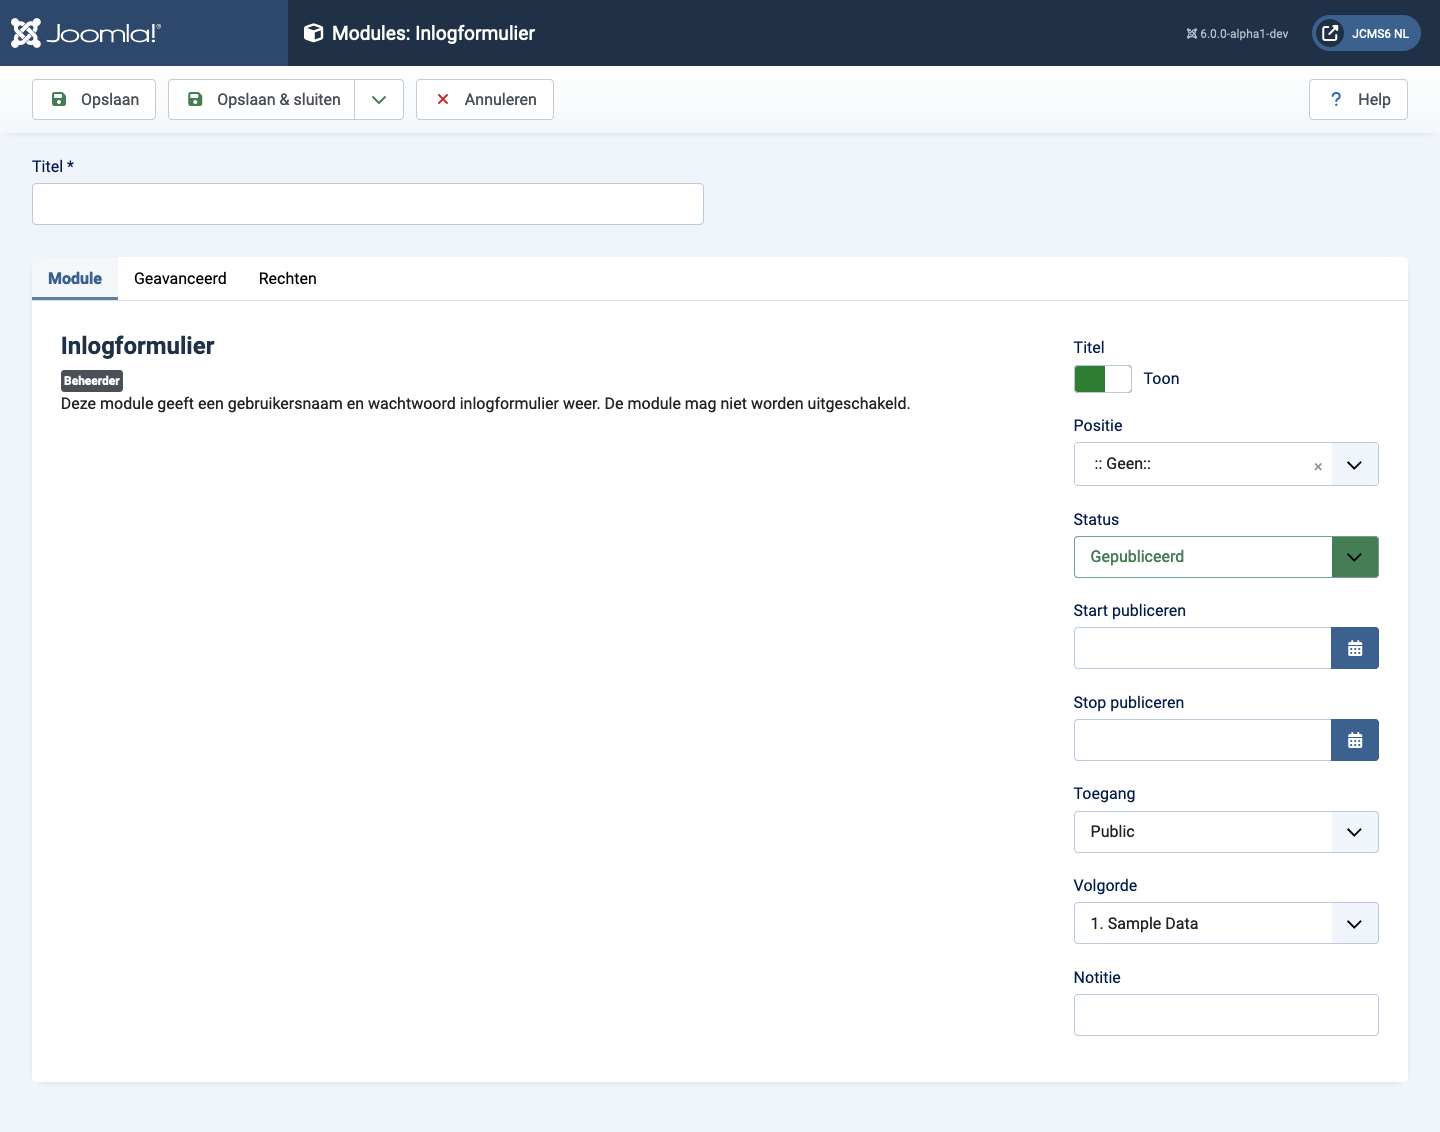 Joomla!®
Modules: Inlogformulier
6.0.0-alpha1-dev
JCMS6 NL
Opslaan
Opslaan & sluiten
Annuleren
? Help
Titel *
Module
Geavanceerd
Rechten
Inlogformulier
Beheerder
Deze module geeft een gebruikersnaam en wachtwoord inlogformulier weer. De module mag niet worden uitgeschakeld.
Titel
Toon
Positie
:: Geen::
Status
Gepubliceerd
Start publiceren
Stop publiceren
Toegang
Public
Volgorde
1. Sample Data
Notitie